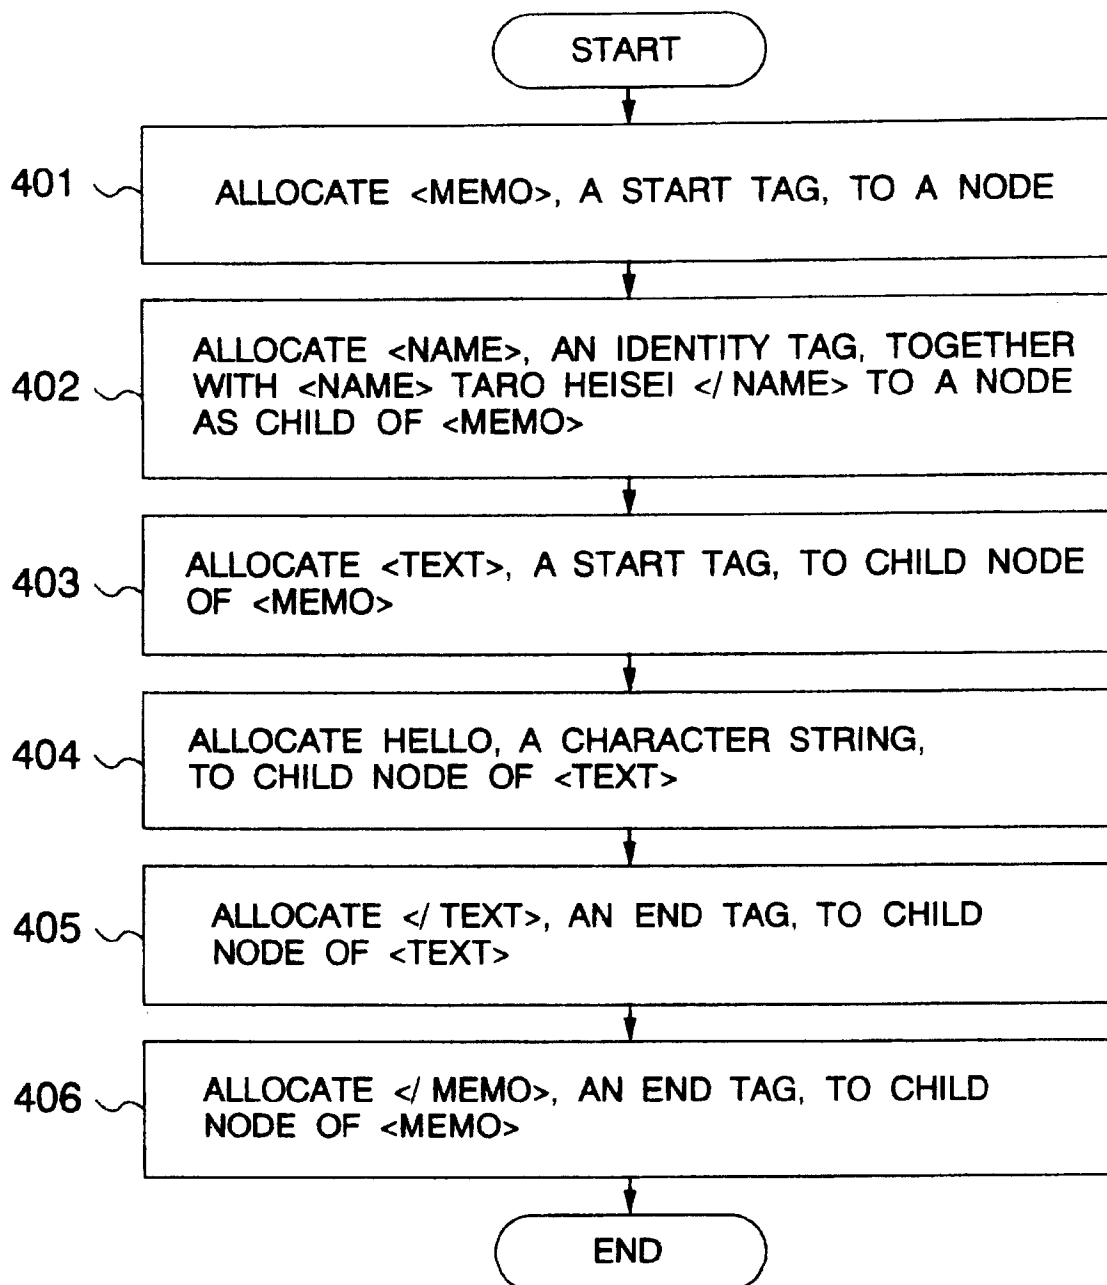 START
401
ALLOCATE <MEMO>, A START TAG, TO A NODE
402
ALLOCATE <NAME>, AN IDENTITY TAG, TOGETHER
WITH <NAME> TARO HEISEI </ NAME> TO A NODE
AS CHILD OF <MEMO>
403
ALLOCATE <TEXT>, A START TAG, TO CHILD NODE
OF <MEMO>
404
ALLOCATE HELLO, A CHARACTER STRING,
TO CHILD NODE OF <TEXT>
405
ALLOCATE </ TEXT>, AN END TAG, TO CHILD
NODE OF <TEXT>
406
ALLOCATE </ MEMO>, AN END TAG, TO CHILD
NODE OF <MEMO>
END